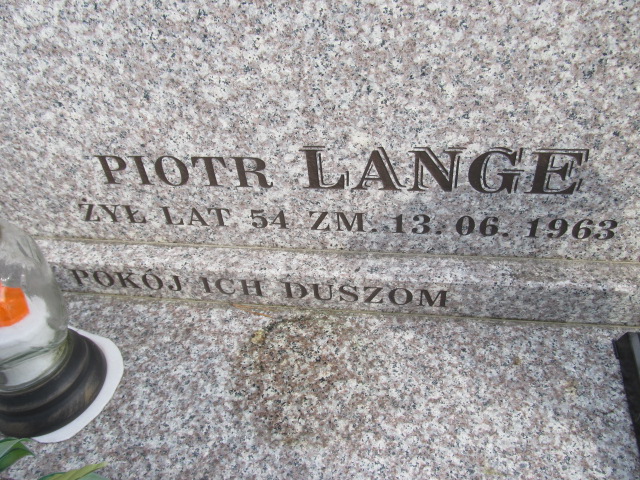 PIOTR LANGE
ŻYŁ LAT 54 ZM. 13. 06. 1963
POKÓJ ICH DUSZOM